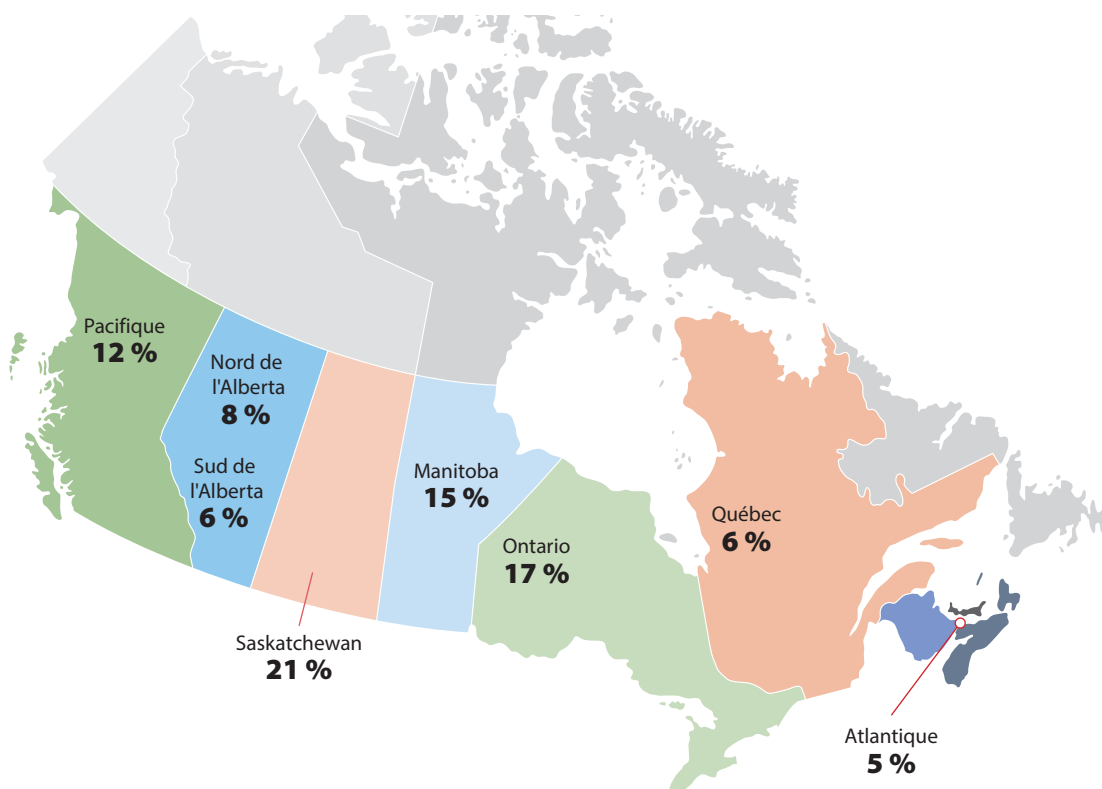 Pacifique
12 %
Nord de
l'Alberta
8 %
Sud de
l'Alberta
6 %
Saskatchewan
21 %
Manitoba
15 %
Ontario
17 %
Québec
6 %
Atlantique
5 %